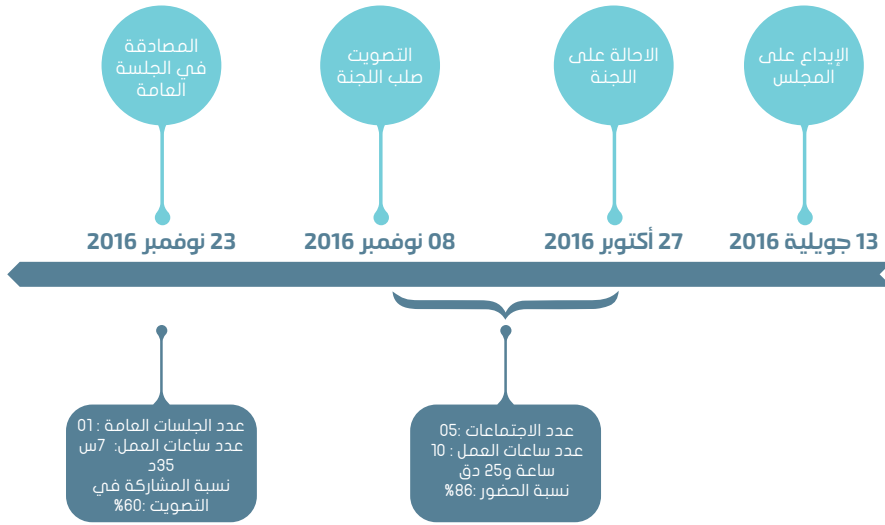 الإيداع على
المجلس
الاحالة على
اللجنة
التصويت
صلب اللجنة
المصادقة
في الجلسة
العامة
13 جويلية 2016
27 أكتوبر 2016
08 نوفمبر 2016
23 نوفمبر 2016
عدد الاجتماعات :05
عدد ساعات العمل : 10
ساعة و25 دق
نسبة الحضور :86%
عدد الجلسات العامة : 01
عدد ساعات العمل: 7س
35د
نسبة المشاركة في
التصويت :60%